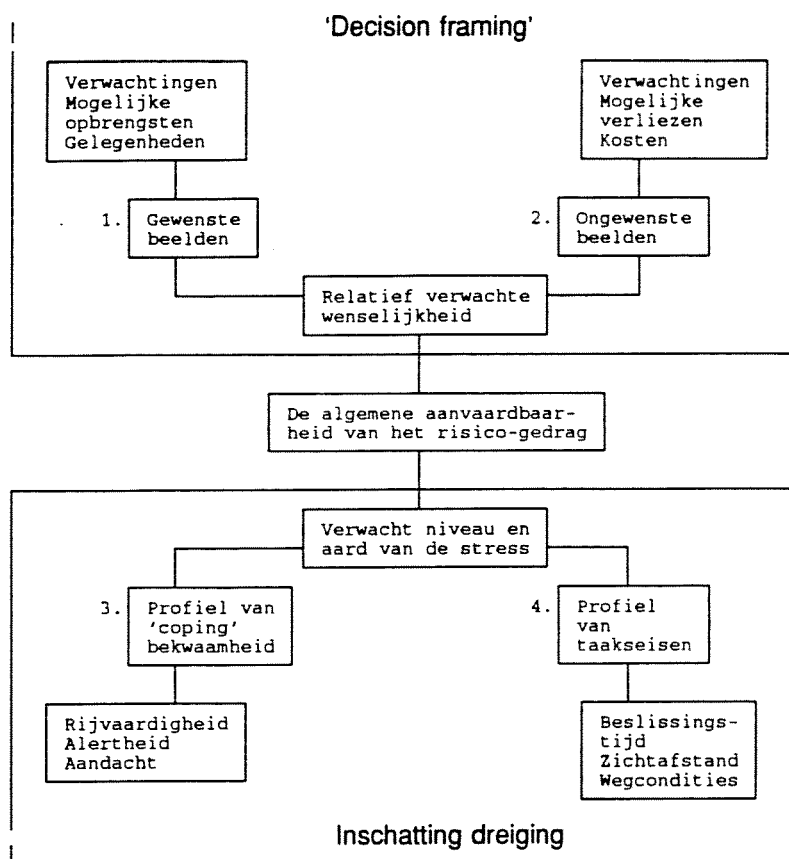 'Decision framing'
Verwachtingen
Mogelijke
opbrengsten
Gelegenheden
Verwachtingen
Mogelijke
verliezen
Kosten
1. Gewenste
beelden
2. Ongewenste
beelden
Relatief verwachte
wenselijkheid
De algemene aanvaardbaar-
heid van het risico-gedrag
Verwacht niveau en
aard van de stress
3. Profiel van
'coping'
bekwaamheid
4. Profiel
van
taakseisen
Rijvaardigheid
Alertheid
Aandacht
Beslissings-
tijd
Zichtafstand
Wegcondities
Inschatting dreiging